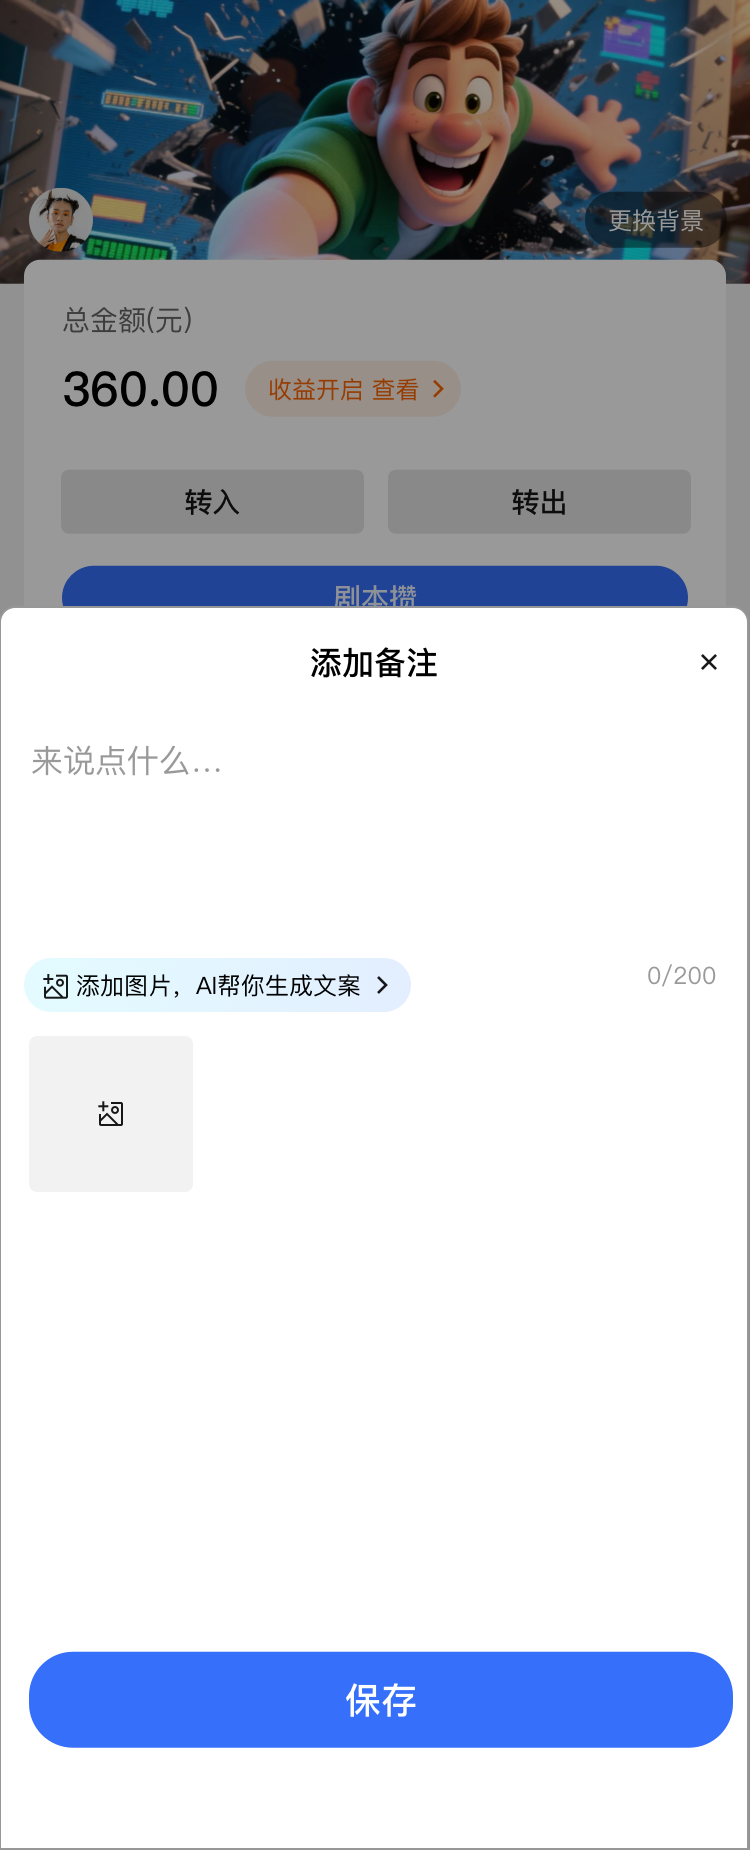 更换背景
总金额(元)
360.00
收益开启 查看
转入
转出
剧本攒
添加备注
来说点什么...
添加图片，AI帮你生成文案
0/200
保存